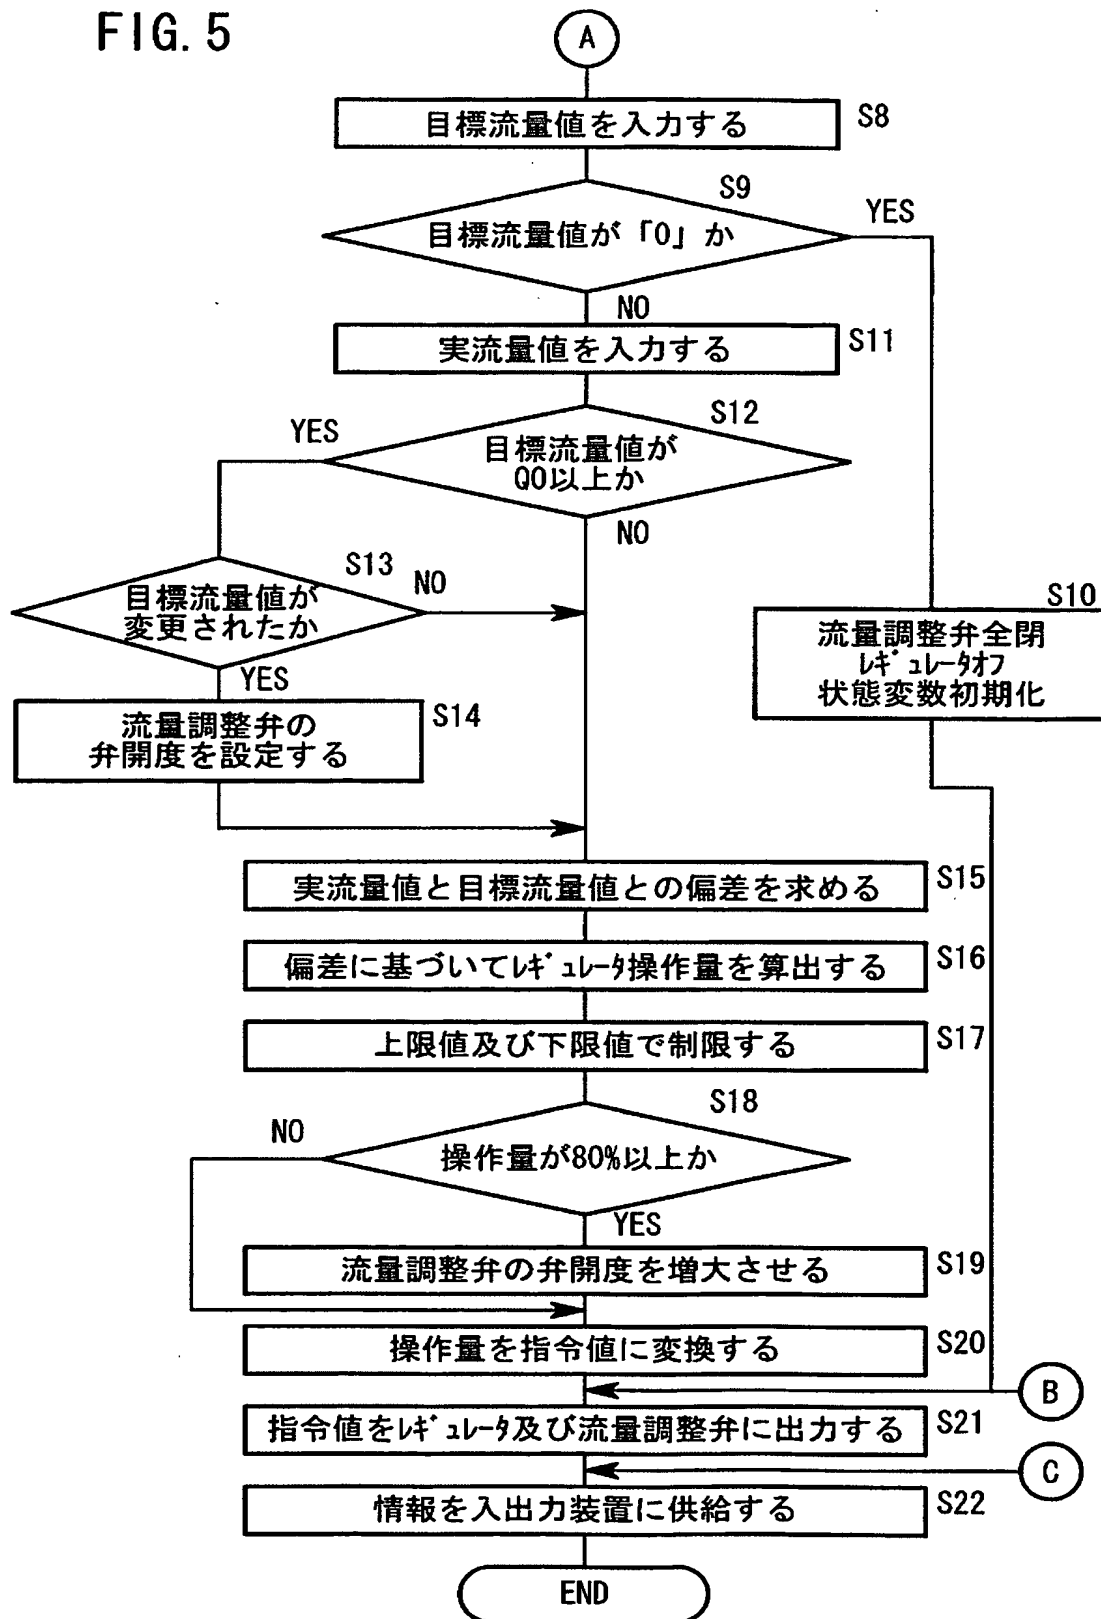 FIG. 5
A
目標流量値を入力する
S8
S9
目標流量値が「0」か
YES
NO
実流量値を入力する
S11
S12
YES
目標流量値が
Q0以上か
NO
S13
NO
目標流量値が
変更されたか
YES
S10
流量調整弁全閉
ﾚｷﾞｭﾚｰﾀｵﾌ
状態変数初期化
流量調整弁の
弁開度を設定する
S14
実流量値と目標流量値との偏差を求める
S15
偏差に基づいてﾚｷﾞｭﾚｰﾀ操作量を算出する
S16
上限値及び下限値で制限する
S17
S18
NO
操作量が80%以上か
YES
流量調整弁の弁開度を増大させる
S19
操作量を指令値に変換する
S20
B
指令値をﾚｷﾞｭﾚｰﾀ及び流量調整弁に出力する
S21
C
情報を入出力装置に供給する
S22
END